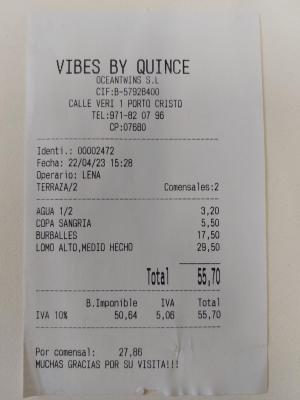 VIBES BY QUINCE
OCEANTWINS S.L
CIF:B-57928400
CALLE VERI 1 PORTO CRISTO
TEL:971-82 07 96
CP:07680
Identi.: 00002472
Fecha: 22/04/23 15:28
Operario: LENA
TERRAZA/2 Comensales:2
AGUA 1/2 3,20
COPA SANGRIA 5,50
BURBALLES 17,50
LOMO ALTO,MEDIO HECHO 29,50
Total 55,70
B.Imponible IVA Total
IVA 10% 50,64 5,06 55,70
Por comensal: 27,86
MUCHAS GRACIAS POR SU VISITA!!!